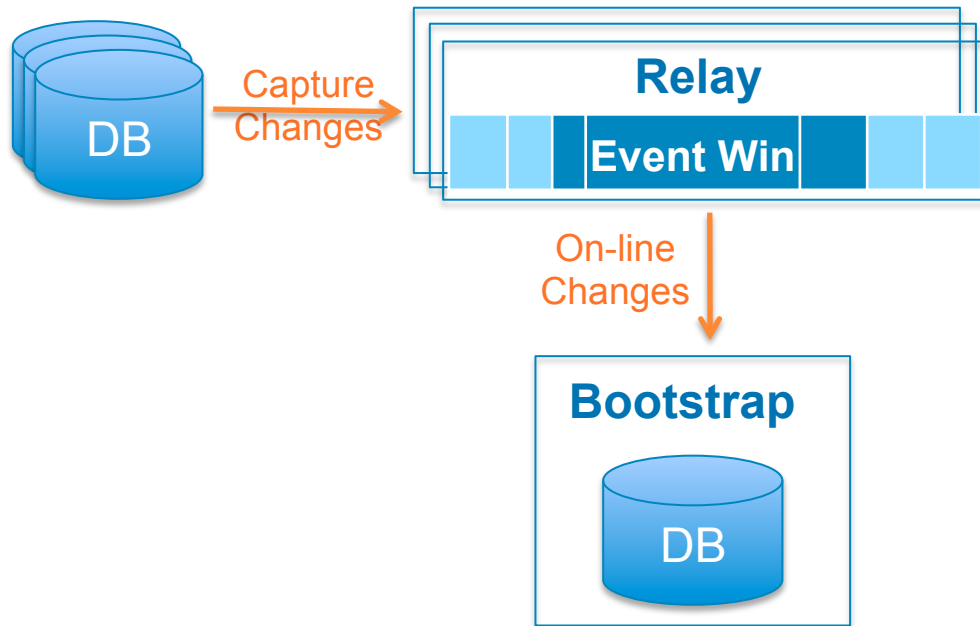 DB
Capture
Changes
Relay
Event Win
On-line
Changes
Bootstrap
DB